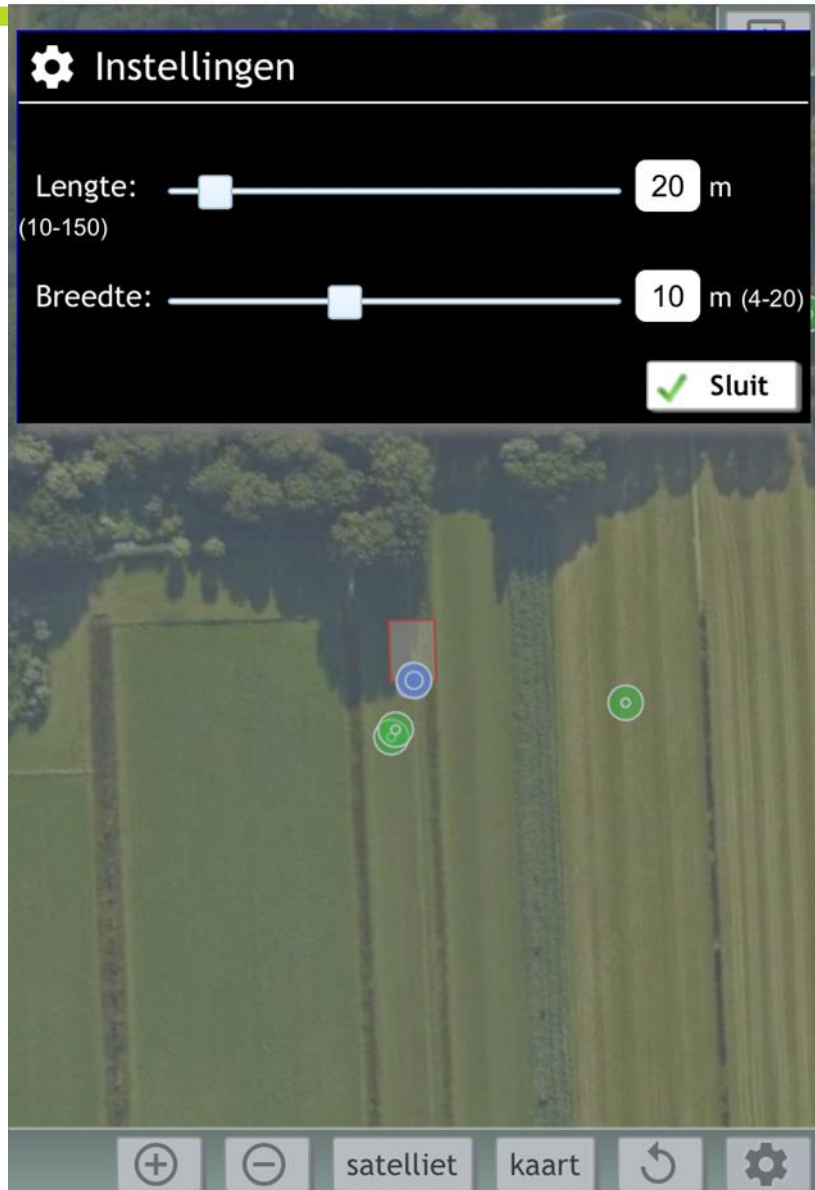 Instellingen
Lengte: 20 m
(10-150)
Breedte: 10 m (4-20)
Sluit
satelliet kaart